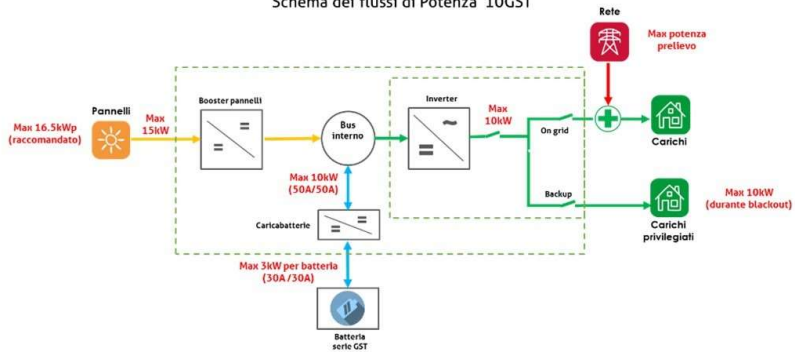 Schema dei flussi di Potenza 10GST
Rete
Max potenza
prelievo
Pannelli
Max 16.5kWp
(raccomandato)
Max
15kW
Booster pannelli
Bus
interno
Inverter
Max
10kW
On grid
Carichi
Max 10kW
(50A/50A)
Backup
Max 10kW
(durante blackout)
Caricabatterie
Carichi
privilegiati
Max 3kW per batteria
(30A/30A)
Batteria
serie GST